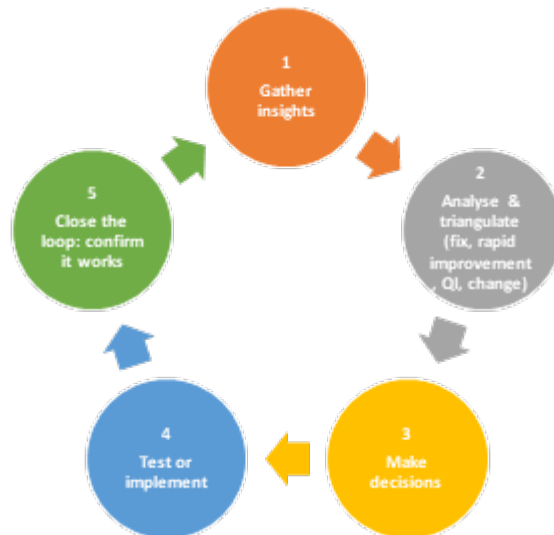 1
Gather
insights
2
Analyse & 
triangulate
(fix, rapid
improvement
, QI, change)
3
Make
decisions
4
Test or
implement
5
Close the
loop: confirm
it works